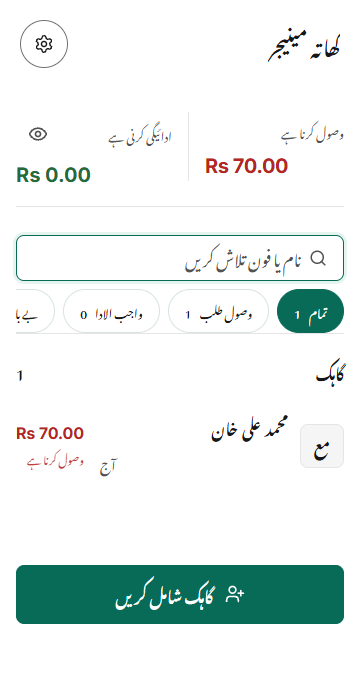 کھاتہ مینیجر
وصول کرنا ہے
Rs 70.00
ادائیگی کرنی ہے
Rs 0.00
نام یا فون تلاش کریں
تمام 1
وصول طلب 1
واجب الادا 0
بے با
گاہک
1
مع
محمد علی خان
آج
Rs 70.00
وصول کرنا ہے
گاہک شامل کریں